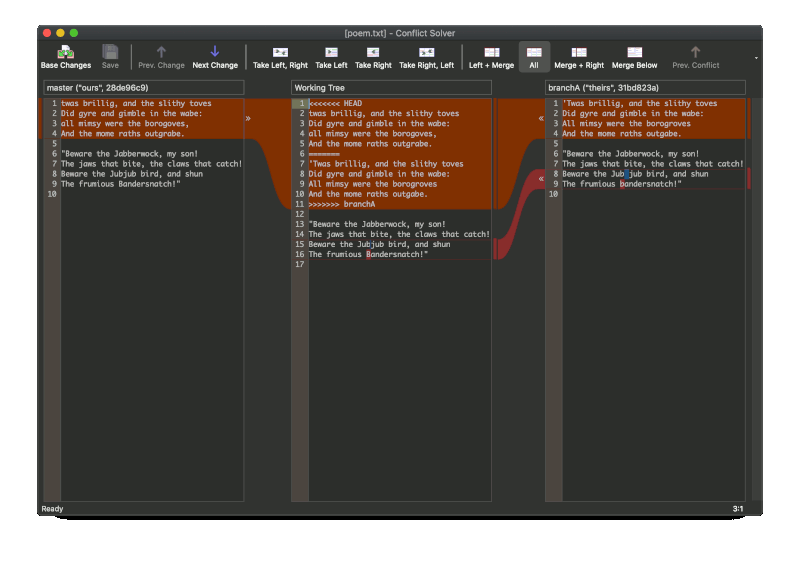 [poem.txt] - Conflict Solver
Base Changes Save Prev. Change Next Change Take Left, Right Take Left Take Right Take Right, Left Left + Merge All Merge + Right Merge Below Prev. Conflict
master ("ours", 28de96c9)
1 twas brillig, and the slithy toves
2 Did gyre and gimble in the wabe:
3 all mimsy were the borogoves,
4 And the mome raths outgrabe.
5
6 "Beware the Jabberwock, my son!
7 The jaws that bite, the claws that catch!
8 Beware the Jubjub bird, and shun
9 The frumious Bandersnatch!"
10
»
Working Tree
1 <<<<<<< HEAD
2 twas brillig, and the slithy toves
3 Did gyre and gimble in the wabe:
4 all mimsy were the borogoves,
5 And the mome raths outgrabe.
6 =======
7 'Twas brillig, and the slithy toves
8 Did gyre and gimble in the wabe:
9 All mimsy were the borogroves
10 And the mome raths outgabe.
11 >>>>>>> branchA
12
13 "Beware the Jabberwock, my son!
14 The jaws that bite, the claws that catch!
15 Beware the Jubjub bird, and shun
16 The frumious Bandersnatch!"
17
«
«
branchA ("theirs", 31bd823a)
1 'Twas brillig, and the slithy toves
2 Did gyre and gimble in the wabe:
3 All mimsy were the borogroves
4 And the mome raths outgabe.
5
6 "Beware the Jabberwock, my son!
7 The jaws that bite, the claws that catch!
8 Beware the Jub jub bird, and shun
9 The frumious bandersnatch!"
10
Ready
3:1